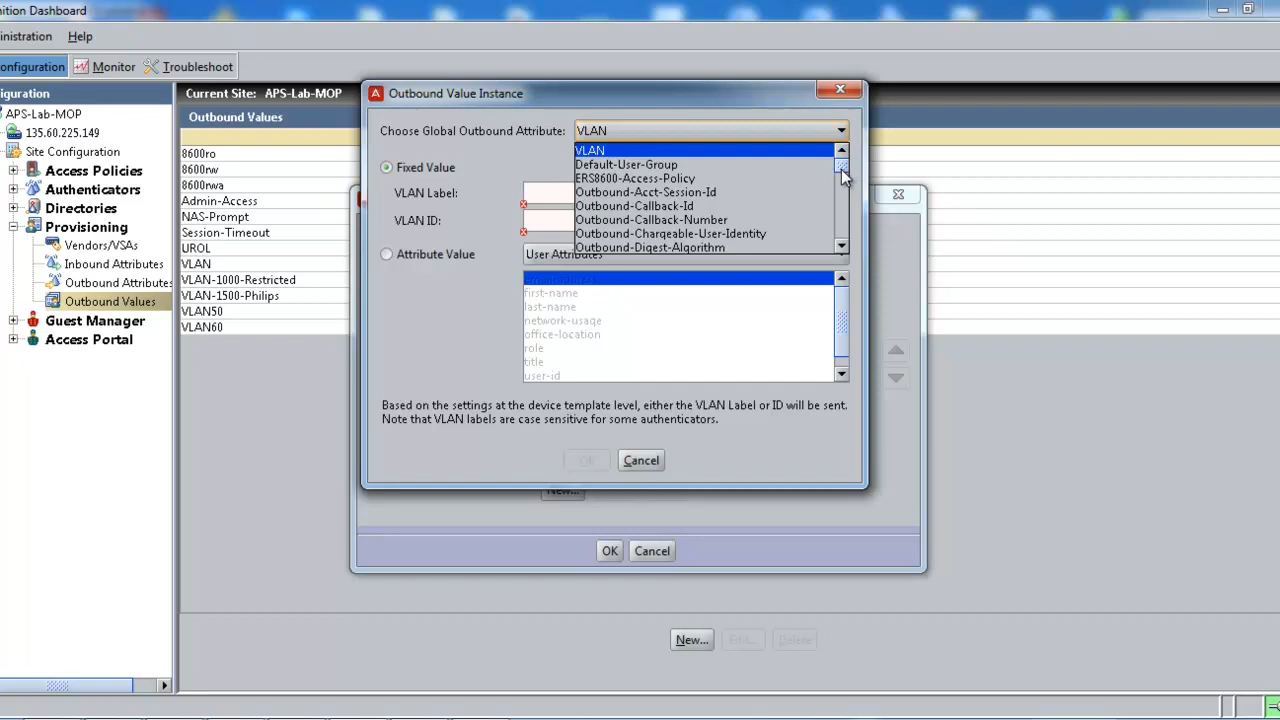 nition Dashboard
inistration Help
onfiguration Monitor Troubleshoot
iguration
APS-Lab-MOP
135.60.225.149
Site Configuration
Access Policies
Authenticators
Directories
Provisioning
Vendors/VSAs
Inbound Attributes
Outbound Attributes
Outbound Values
Guest Manager
Access Portal
Current Site: APS-Lab-MOP
Outbound Values
8600ro
8600rw
8600rwa
Admin-Access
NAS-Prompt
Session-Timeout
UROL
VLAN
VLAN-1000-Restricted
VLAN-1500-Philips
VLAN50
VLAN60
Outbound Value Instance
Choose Global Outbound Attribute: VLAN
VLAN
Default-User-Group
ERS8600-Access-Policy
Outbound-Acct-Session-Id
Outbound-Callback-Id
Outbound-Callback-Number
Outbound-Chargeable-User-Identity
Outbound-Digest-Algorithm
Fixed Value
VLAN Label:
VLAN ID:
Attribute Value User Attributes
first-name
last-name
network-usage
office-location
role
title
user-id
Based on the settings at the device template level, either the VLAN Label or ID will be sent.
Note that VLAN labels are case sensitive for some authenticators.
OK Cancel
New...
OK Cancel
New... Edit... Delete